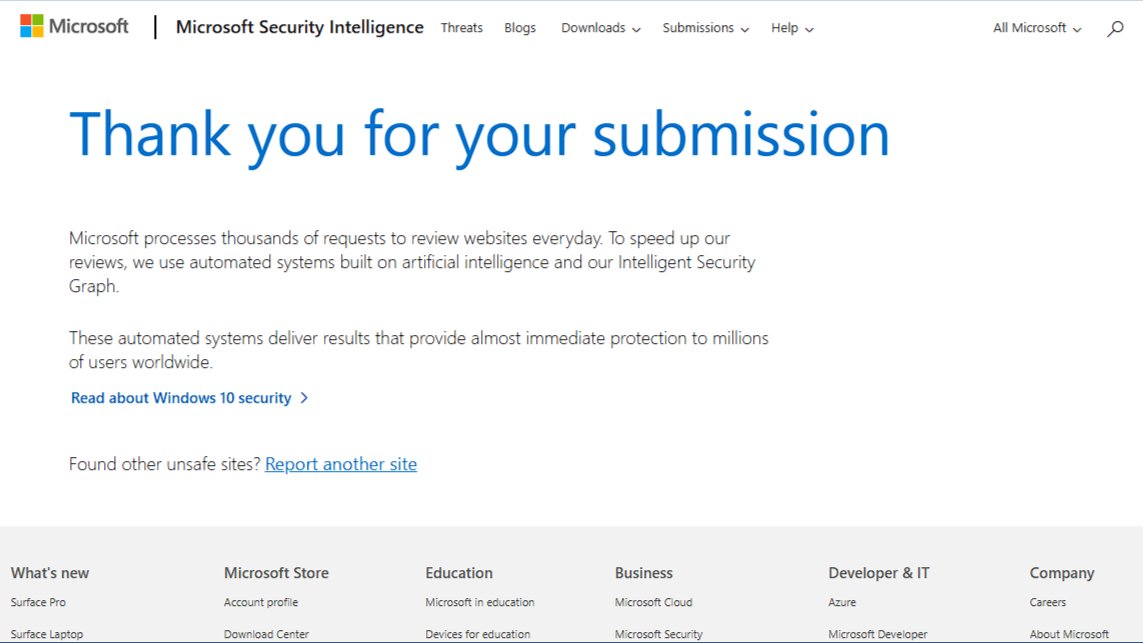 Microsoft | Microsoft Security Intelligence Threats Blogs Downloads Submissions Help All Microsoft
Thank you for your submission
Microsoft processes thousands of requests to review websites everyday. To speed up our
reviews, we use automated systems built on artificial intelligence and our Intelligent Security
Graph.
These automated systems deliver results that provide almost immediate protection to millions
of users worldwide.
Read about Windows 10 security
Found other unsafe sites? Report another site
What's new Microsoft Store Education Business Developer & IT Company
Surface Pro Account profile Microsoft in education Microsoft Cloud Azure Careers
Surface Laptop Download Center Devices for education Microsoft Security Microsoft Developer About Microsoft